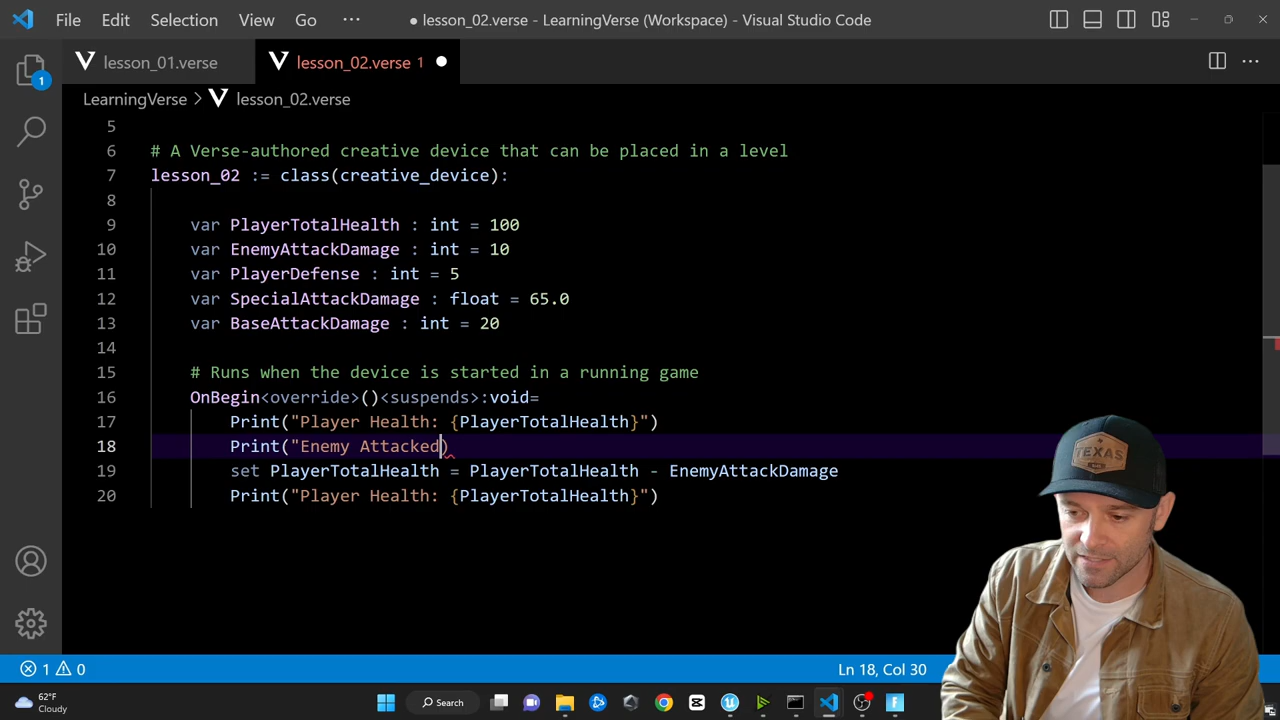 File Edit Selection View Go ··· ● lesson_02.verse - LearningVerse (Workspace) - Visual Studio Code
lesson_01.verse lesson_02.verse 1 ●
LearningVerse > lesson_02.verse
1
5
6 # A Verse-authored creative device that can be placed in a level
7 lesson_02 := class(creative_device):
8
9 var PlayerTotalHealth : int = 100
10 var EnemyAttackDamage : int = 10
11 var PlayerDefense : int = 5
12 var SpecialAttackDamage : float = 65.0
13 var BaseAttackDamage : int = 20
14
15 # Runs when the device is started in a running game
16 OnBegin<override>()<suspends>:void=
17 Print("Player Health: {PlayerTotalHealth}")
18 Print("Enemy Attacked)
19 set PlayerTotalHealth = PlayerTotalHealth - EnemyAttackDamage
20 Print("Player Health: {PlayerTotalHealth}")
TEXAS
1 0 Ln 18, Col 30
62°F
Cloudy
Search